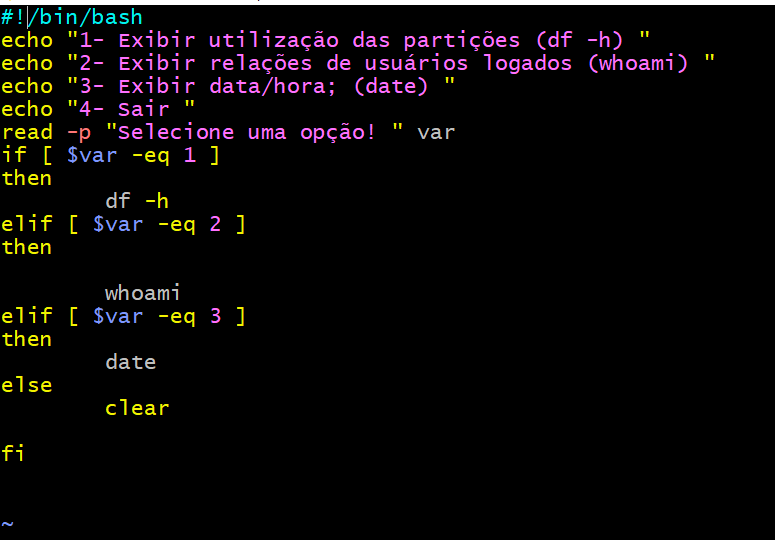 #!/bin/bash
echo "1- Exibir utilização das partições (df -h) "
echo "2- Exibir relações de usuários logados (whoami) "
echo "3- Exibir data/hora; (date) "
echo "4- Sair "
read -p "Selecione uma opção! " var
if [ $var -eq 1 ]
then
        df -h
elif [ $var -eq 2 ]
then
        whoami
elif [ $var -eq 3 ]
then
        date
else
        clear
fi
~